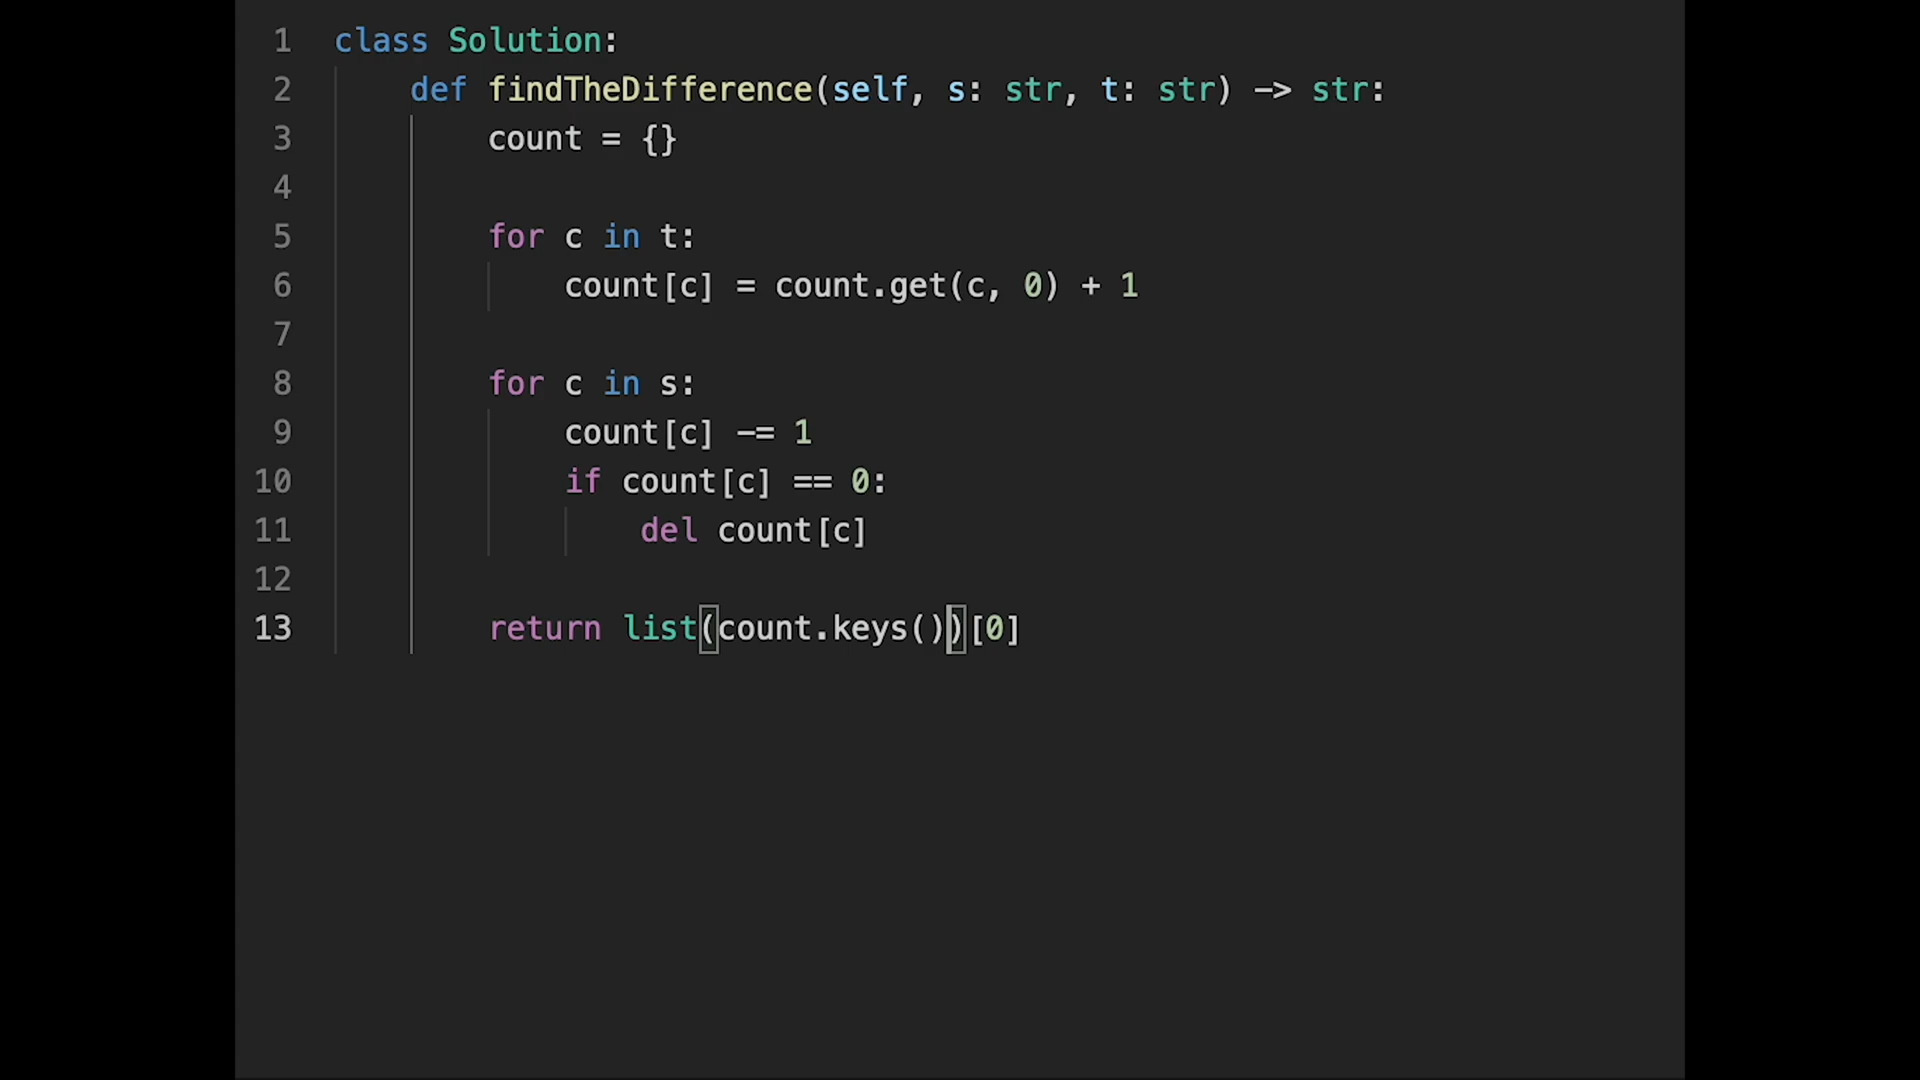 1 class Solution:
2     def findTheDifference(self, s: str, t: str) -> str:
3         count = {}
4
5         for c in t:
6             count[c] = count.get(c, 0) + 1
7
8         for c in s:
9             count[c] -= 1
10             if count[c] == 0:
11                 del count[c]
12
13         return list(count.keys())[0]